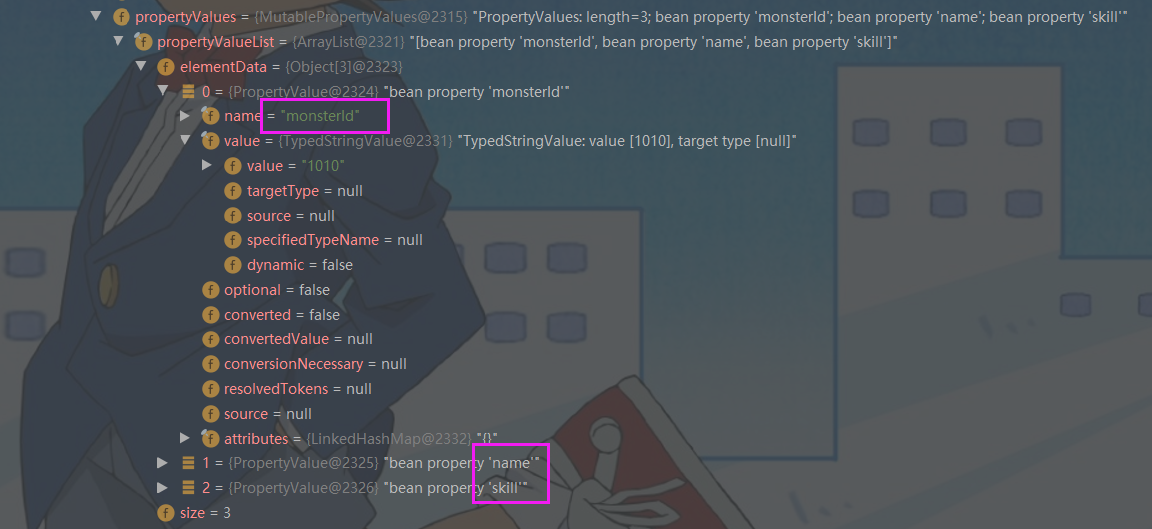 propertyValues = {MutablePropertyValues@2315} "PropertyValues: length=3; bean property 'monsterId'; bean property 'name'; bean property 'skill'"
propertyValueList = {ArrayList@2321} "[bean property 'monsterId', bean property 'name', bean property 'skill']"
elementData = {Object[3]@2323}
0 = {PropertyValue@2324} "bean property 'monsterId'"
name = "monsterId"
value = {TypedStringValue@2331} "TypedStringValue: value [1010], target type [null]"
value = "1010"
targetType = null
source = null
specifiedTypeName = null
dynamic = false
optional = false
converted = false
convertedValue = null
conversionNecessary = null
resolvedTokens = null
source = null
attributes = {LinkedHashMap@2332} "{}"
1 = {PropertyValue@2325} "bean property 'name'"
2 = {PropertyValue@2326} "bean property 'skill'"
size = 3